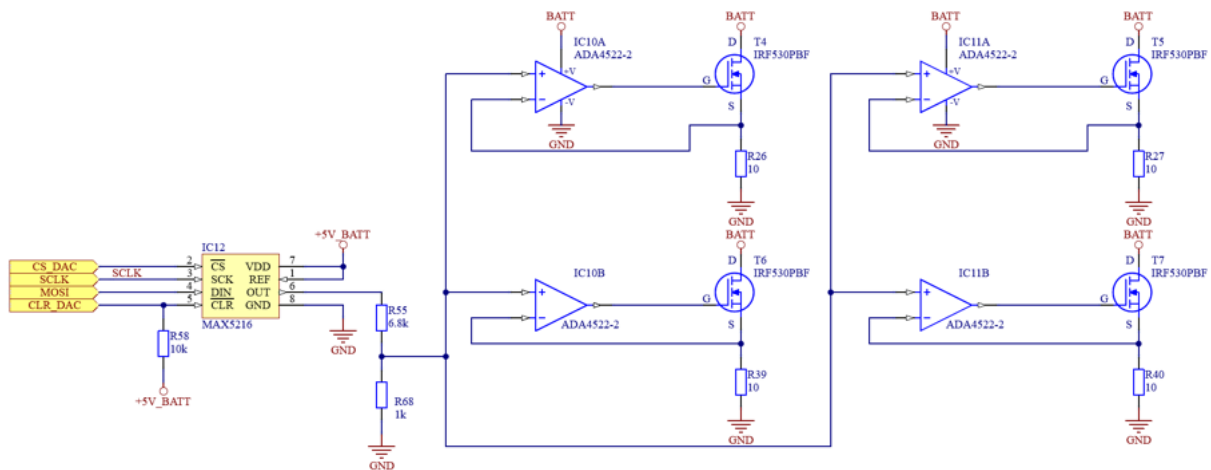 BATT
BATT
BATT
BATT
IC10A
ADA4522-2
D
T4
IRF530PBF
IC11A
ADA4522-2
D
T5
IRF530PBF
+
+V
−
-V
G
S
+
+V
−
-V
G
S
GND
R26
10
GND
R27
10
GND
GND
BATT
BATT
+5V_BATT
IC12
CS_DAC
SCLK
MOSI
CLR_DAC
SCLK
2
3
4
5
CS
SCK
DIN
CLR
VDD
REF
OUT
GND
7
1
6
8
MAX5216
R58
10k
+5V_BATT
GND
R55
6.8k
R68
1k
GND
IC10B
+
−
ADA4522-2
D
T6
IRF530PBF
G
S
R39
10
GND
IC11B
+
−
ADA4522-2
D
T7
IRF530PBF
G
S
R40
10
GND